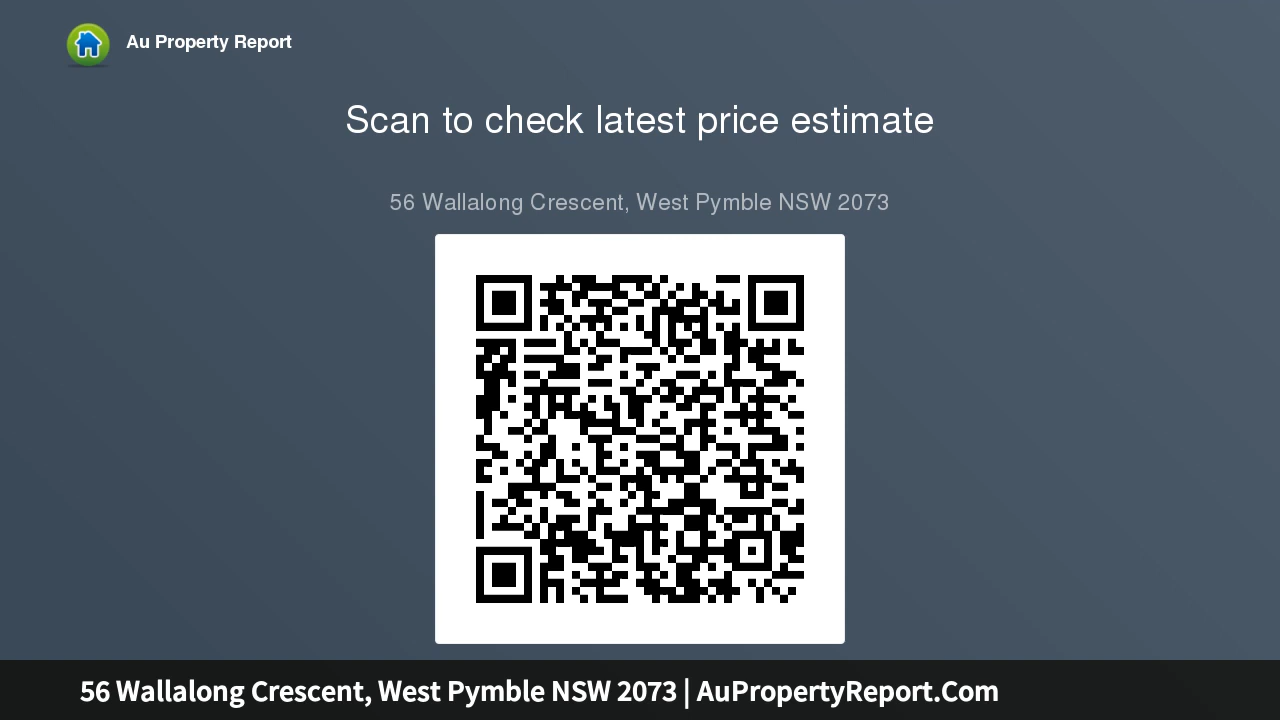 Au Property Report
Scan to check latest price estimate
56 Wallalong Crescent, West Pymble NSW 2073
56 Wallalong Crescent, West Pymble NSW 2073 | AuPropertyReport.Com